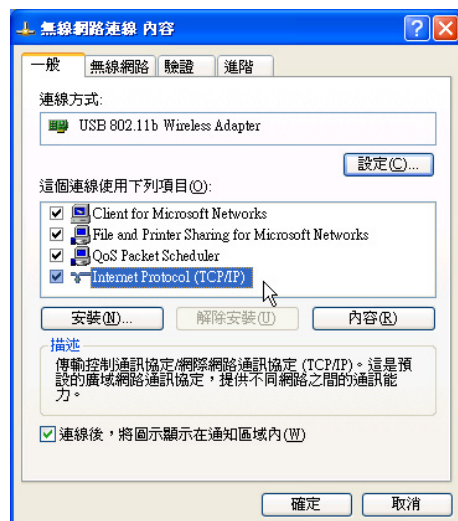 無線網路連線 內容
一般 無線網路 驗證 進階
連線方式:
USB 802.11b Wireless Adapter
設定(C)...
這個連線使用下列項目(O):
Client for Microsoft Networks
File and Printer Sharing for Microsoft Networks
QoS Packet Scheduler
Internet Protocol (TCP/IP)
安裝(N)... 解除安裝(U) 內容(R)
描述
傳輸控制通訊協定/網際網路通訊協定 (TCP/IP)。這是預
設的廣域網路通訊協定，提供不同網路之間的通訊能
力。
連線後，將圖示顯示在通知區域內(W)
確定 取消